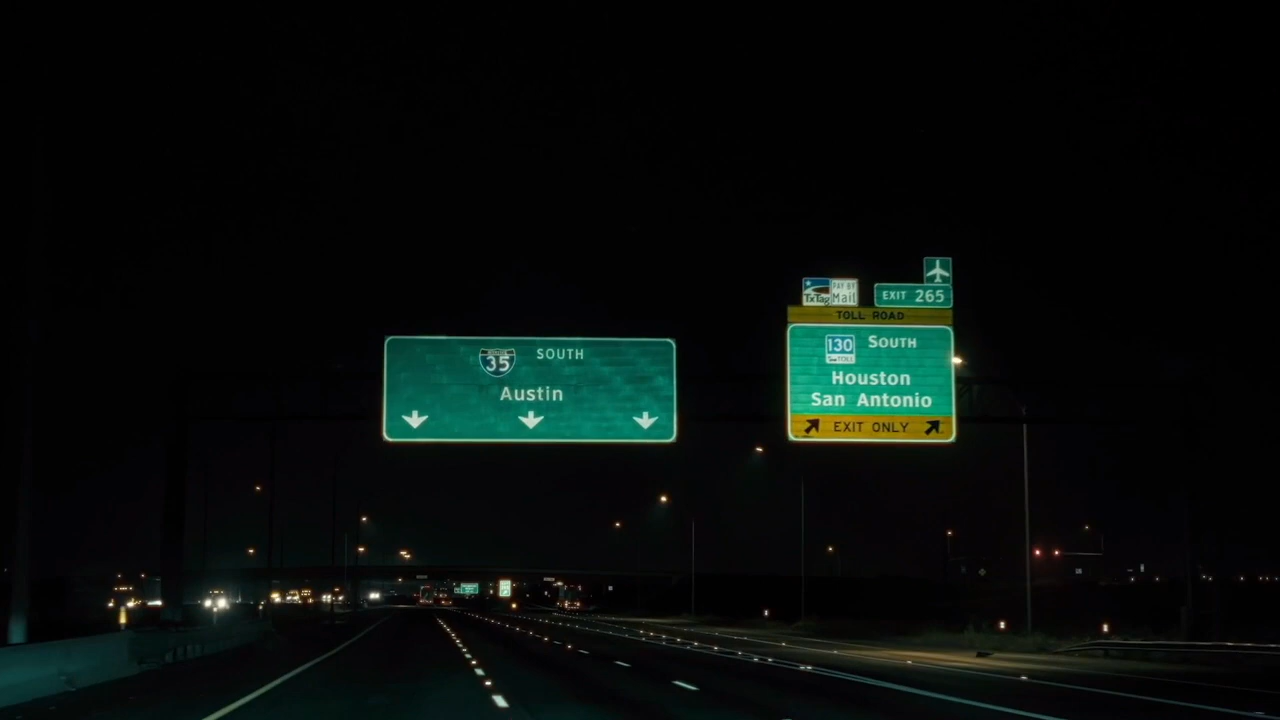 35 SOUTH
Austin
TxTag PAY BY Mail
EXIT 265
TOLL ROAD
130 SOUTH
TOLL
Houston
San Antonio
EXIT ONLY